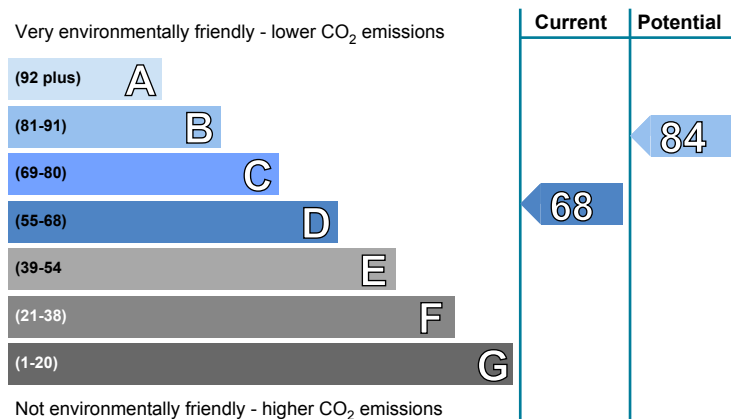 Current Potential
Very environmentally friendly - lower CO2 emissions
(92 plus) A
(81-91) B
84
(69-80) C
(55-68) D
68
(39-54 E
(21-38) F
(1-20) G
Not environmentally friendly - higher CO2 emissions